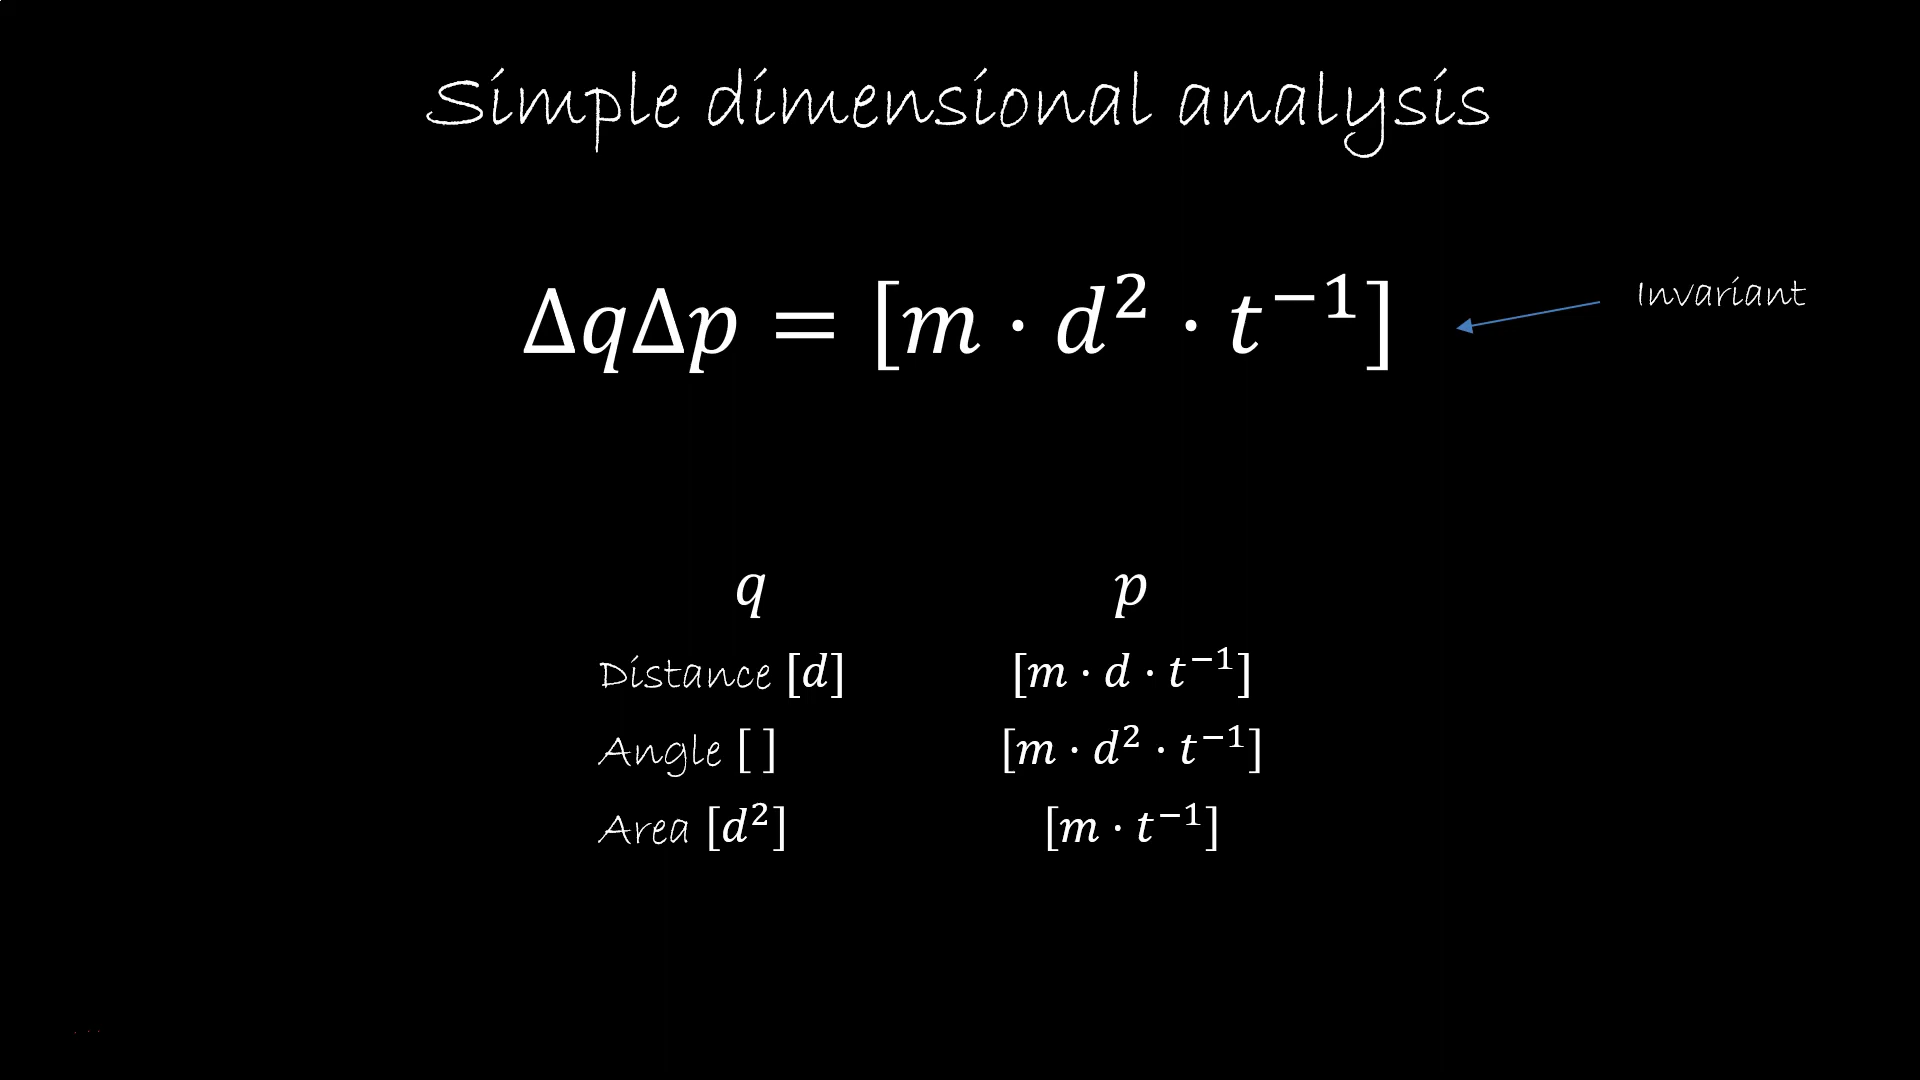 Simple dimensional analysis
ΔqΔp = [m · d² · t⁻¹]
Invariant
q p
Distance [d] [m · d · t⁻¹]
Angle [ ] [m · d² · t⁻¹]
Area [d²] [m · t⁻¹]